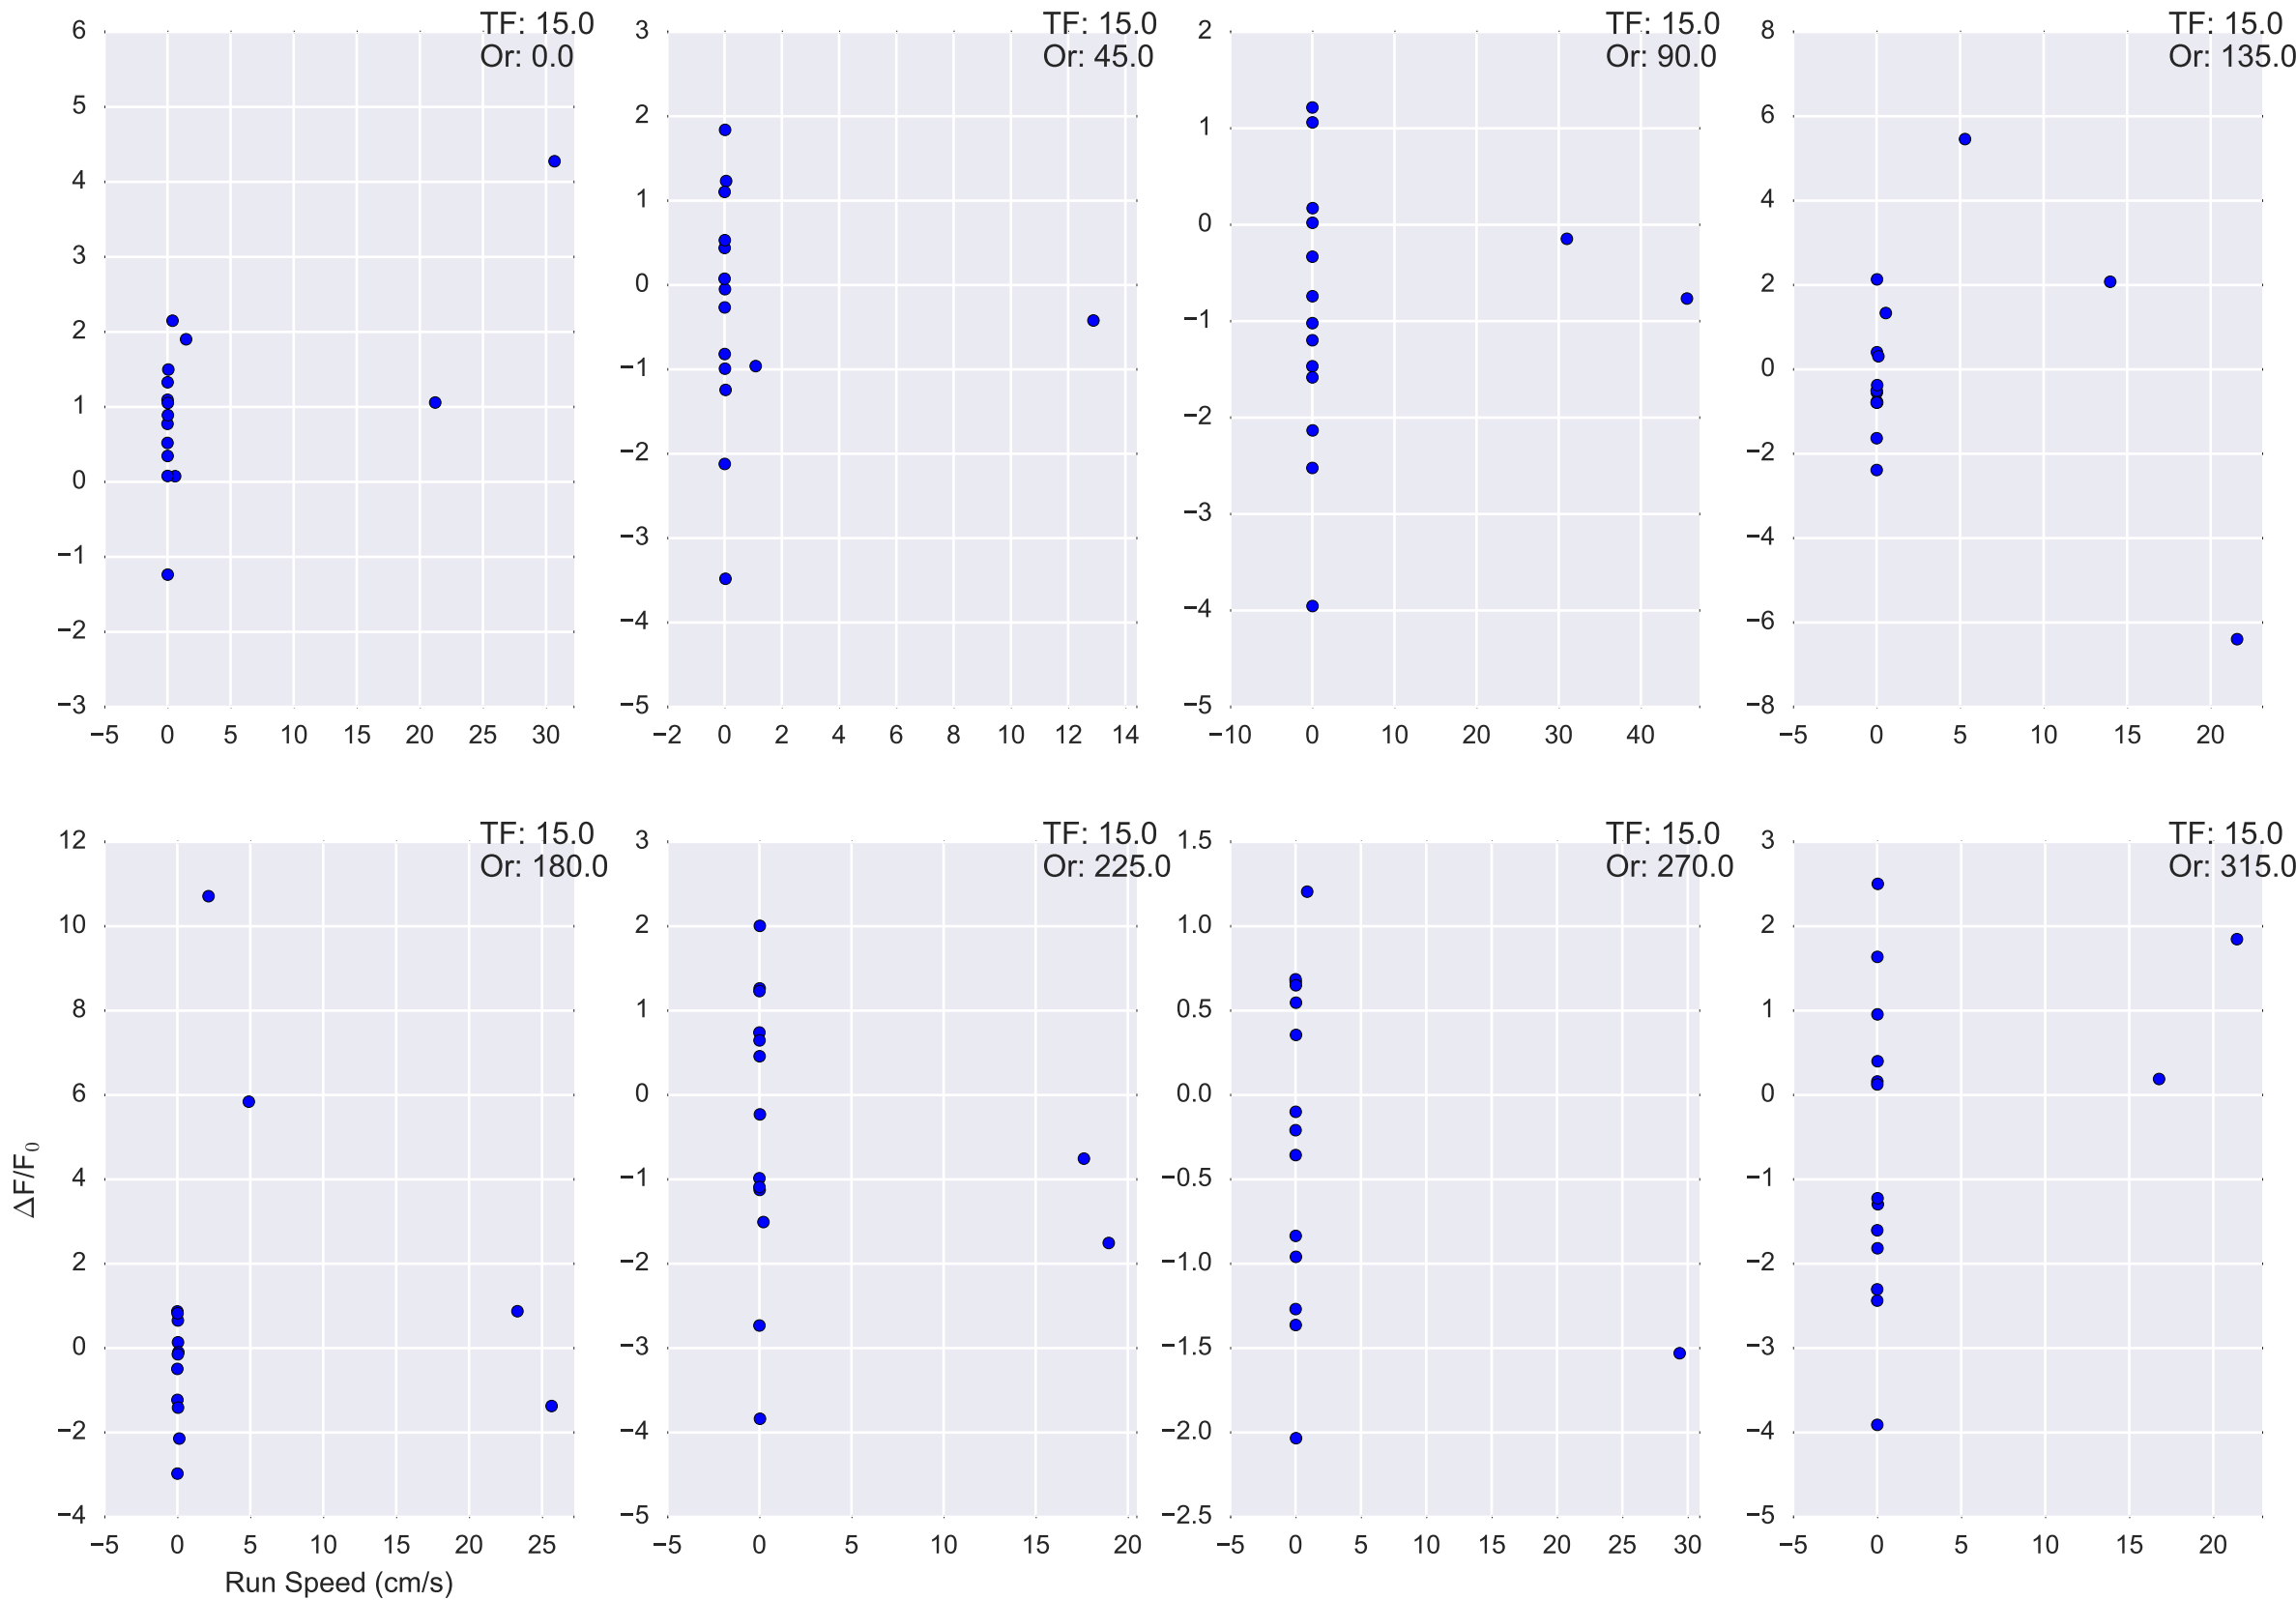 TF: 15.0
Or: 0.0
6
5
4
3
2
1
0
−1
−2
−3
−5 0 5 10 15 20 25 30
TF: 15.0
Or: 45.0
3
2
1
0
−1
−2
−3
−4
−5
−2 0 2 4 6 8 10 12 14
TF: 15.0
Or: 90.0
2
1
0
−1
−2
−3
−4
−5
−10 0 10 20 30 40
TF: 15.0
Or: 135.0
8
6
4
2
0
−2
−4
−6
−8
−5 0 5 10 15 20
TF: 15.0
Or: 180.0
12
10
8
6
4
2
0
−2
−4
ΔF/F₀
−5 0 5 10 15 20 25
Run Speed (cm/s)
TF: 15.0
Or: 225.0
3
2
1
0
−1
−2
−3
−4
−5
−5 0 5 10 15 20
TF: 15.0
Or: 270.0
1.5
1.0
0.5
0.0
−0.5
−1.0
−1.5
−2.0
−2.5
−5 0 5 10 15 20 25 30
TF: 15.0
Or: 315.0
3
2
1
0
−1
−2
−3
−4
−5
−5 0 5 10 15 20